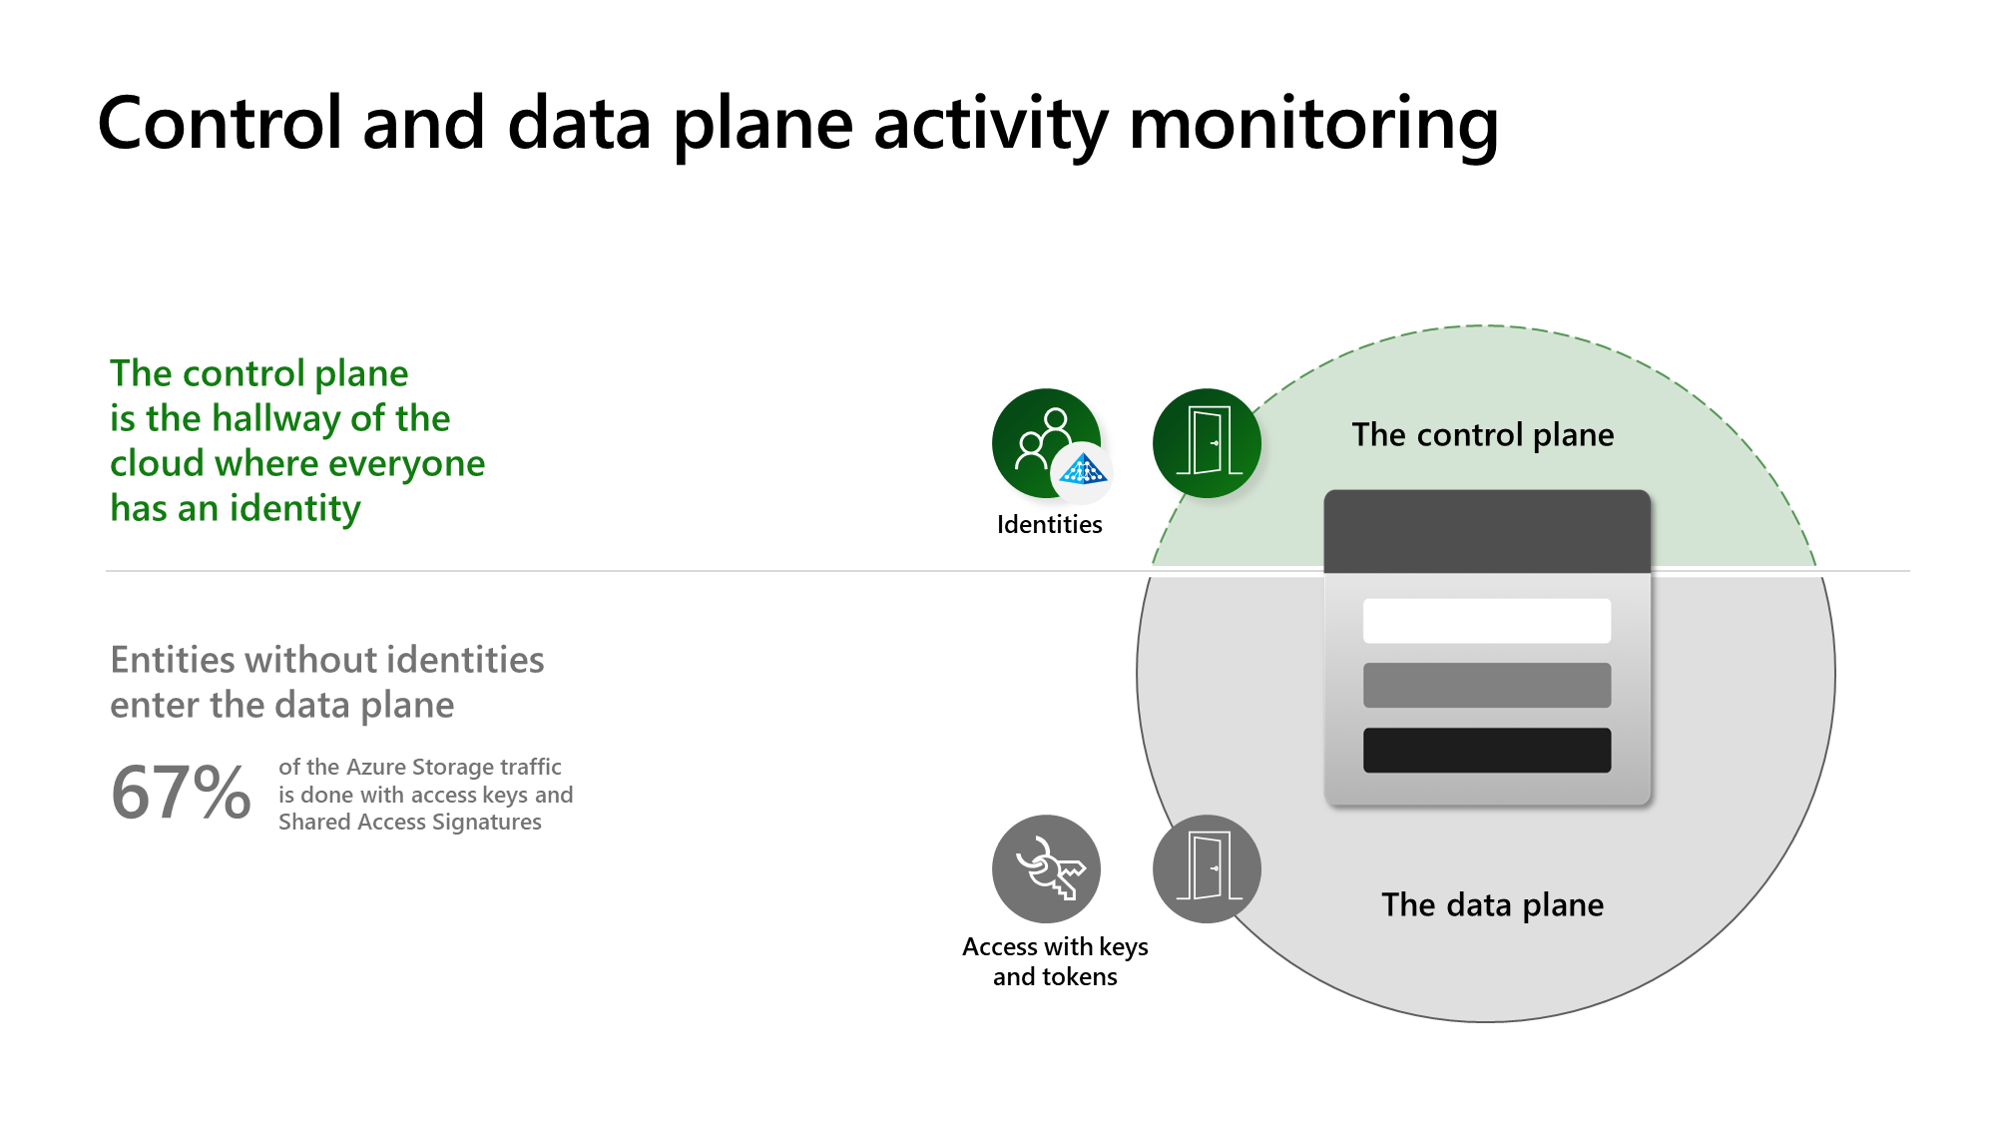 Control and data plane activity monitoring
The control plane
is the hallway of the
cloud where everyone
has an identity
Identities
The control plane
Entities without identities
enter the data plane
67%
of the Azure Storage traffic
is done with access keys and
Shared Access Signatures
Access with keys
and tokens
The data plane